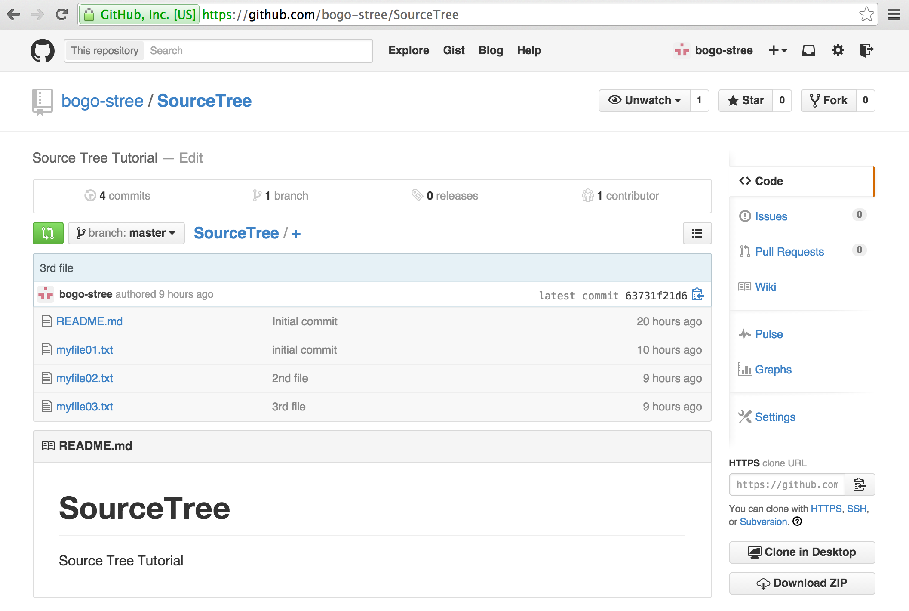 GitHub, Inc. [US] https://github.com/bogo-stree/SourceTree
This repository Search Explore Gist Blog Help bogo-stree
bogo-stree / SourceTree Unwatch 1 Star 0 Fork 0
Source Tree Tutorial — Edit
4 commits 1 branch 0 releases 1 contributor
branch: master SourceTree / +
3rd file
bogo-stree authored 9 hours ago latest commit 63731f21d6
README.md Initial commit 20 hours ago
myfile01.txt initial commit 10 hours ago
myfile02.txt 2nd file 9 hours ago
myfile03.txt 3rd file 9 hours ago
README.md
SourceTree
Source Tree Tutorial
Code
Issues 0
Pull Requests 0
Wiki
Pulse
Graphs
Settings
HTTPS clone URL
https://github.com
You can clone with HTTPS, SSH,
or Subversion.
Clone in Desktop
Download ZIP